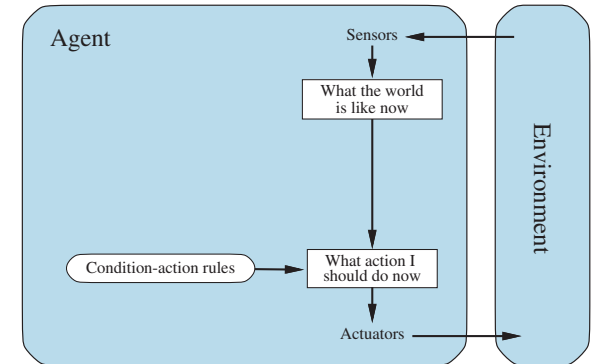 Agent
Sensors
What the world
is like now
Environment
Condition-action rules
What action I
should do now
Actuators